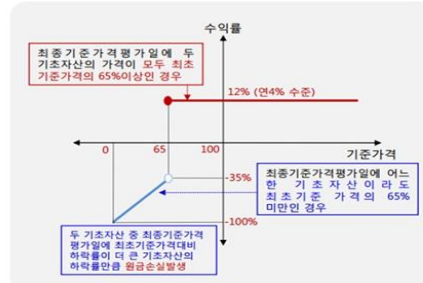 수익률
최종기준가격평가일에 두
기초자산의 가격이 모두 최초
기준가격의 65%이상인 경우
12% (연4% 수준)
0
65
100
기준가격
-35%
최종기준가격평가일에 어느
한 기초자산이라도
최초기준 가격의 65%
미만인 경우
-100%
두 기초자산 중 최종기준가격
평가일에 최초기준가격대비
하락률이 더 큰 기초자산의
하락률만큼 원금손실발생